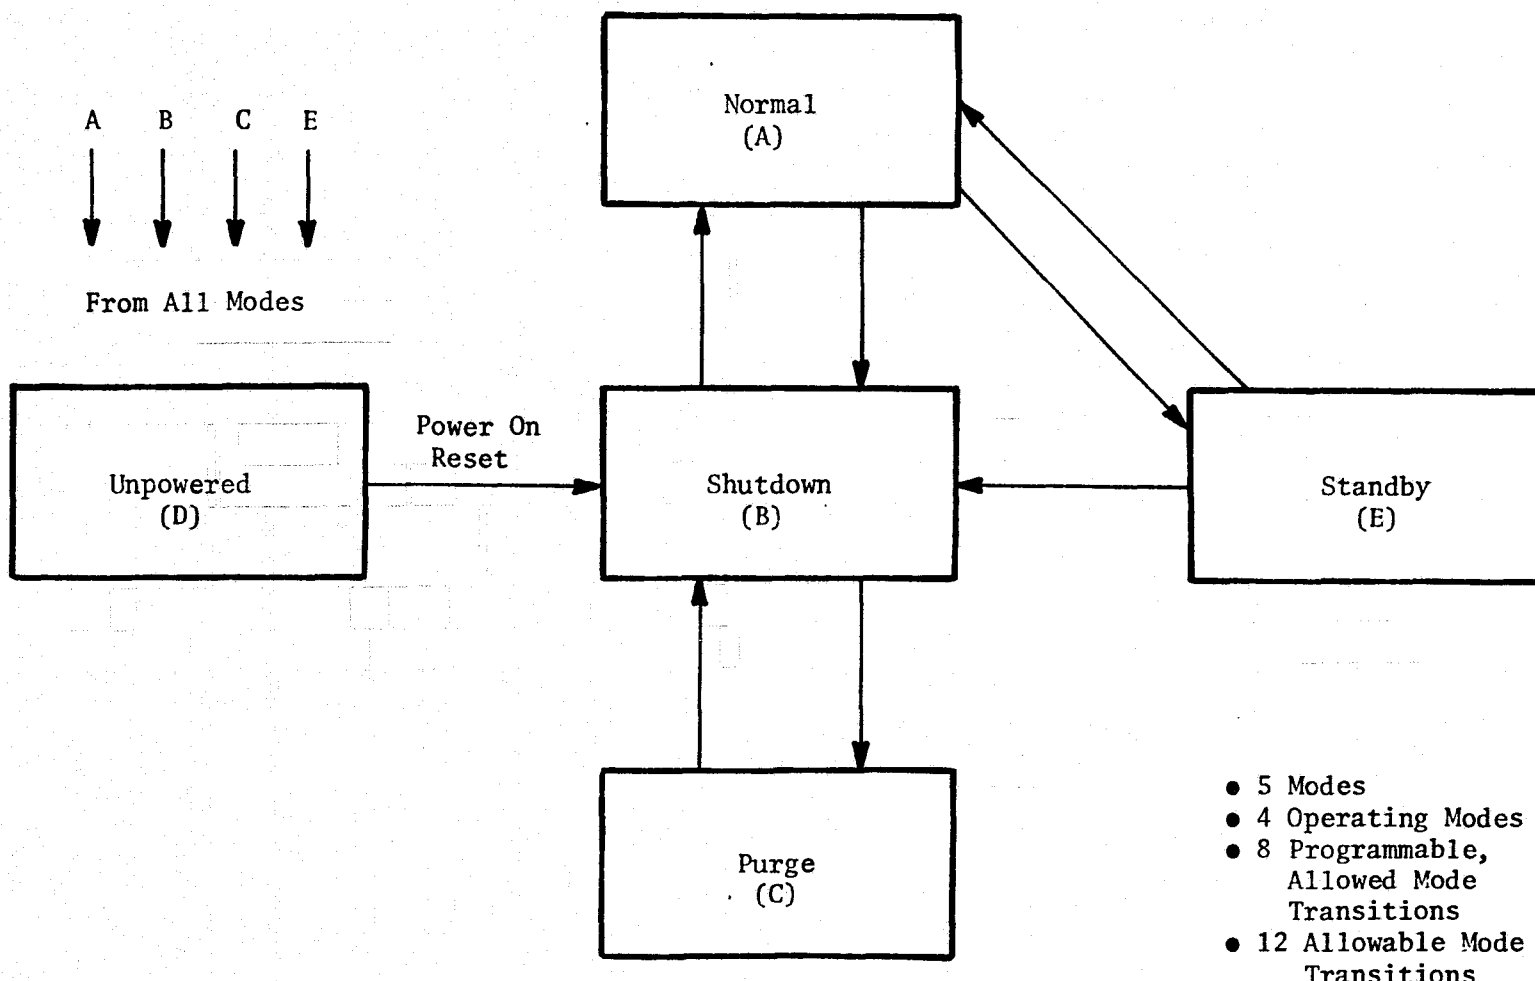 Normal
(A)
A B C E
From All Modes
Power On
Reset
Unpowered
(D)
Shutdown
(B)
Standby
(E)
Purge
(C)
● 5 Modes
● 4 Operating Modes
● 8 Programmable,
Allowed Mode
Transitions
● 12 Allowable Mode
Transitions